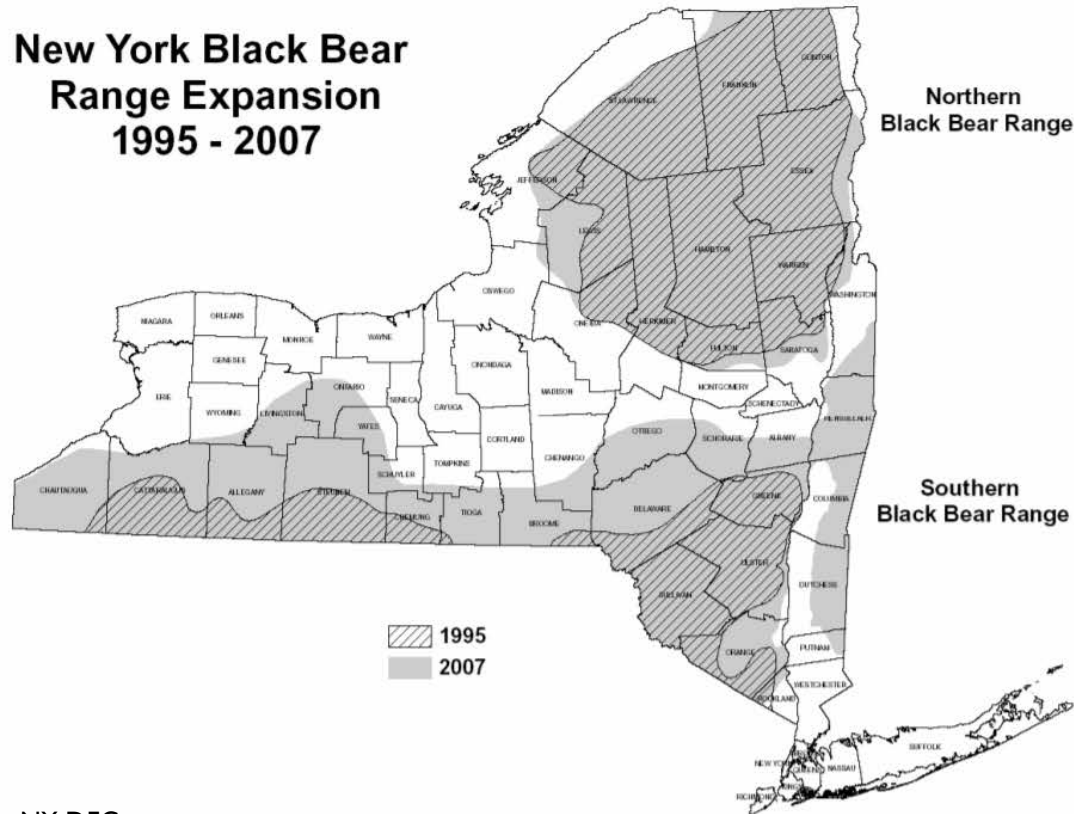 New York Black Bear
Range Expansion
1995 - 2007
CLINTON
FRANKLIN
ST.LAWRENCE
Northern
Black Bear Range
ESSEX
JEFFERSON
LEWIS
HAMILTON
WARREN
WASHINGTON
OSWEGO
ORLEANS
NIAGARA
ONEIDA
HERKIMER
MONROE
WAYNE
FULTON
SARATOGA
GENESEE
ONONDAGA
ONTARIO
MONTGOMERY
MADISON
ERIE
SENECA
SCHENECTADY
CAYUGA
WYOMING
LIVINGSTON
YATES
OTSEGO
SCHOHARIE
ALBANY
CORTLAND
TOMPKINS
CHENANGO
SCHUYLER
CHAUTAUQUA
CATTARAUGUS
ALLEGANY
STEUBEN
GREENE
COLUMBIA
Southern
Black Bear Range
DELAWARE
TIOGA
CHEMUNG
BROOME
ULSTER
DUTCHESS
SULLIVAN
1995
2007
ORANGE
PUTNAM
WESTCHESTER
ROCKLAND
SUFFOLK
NEW YORK
NASSAU
QUEENS
RICHMOND